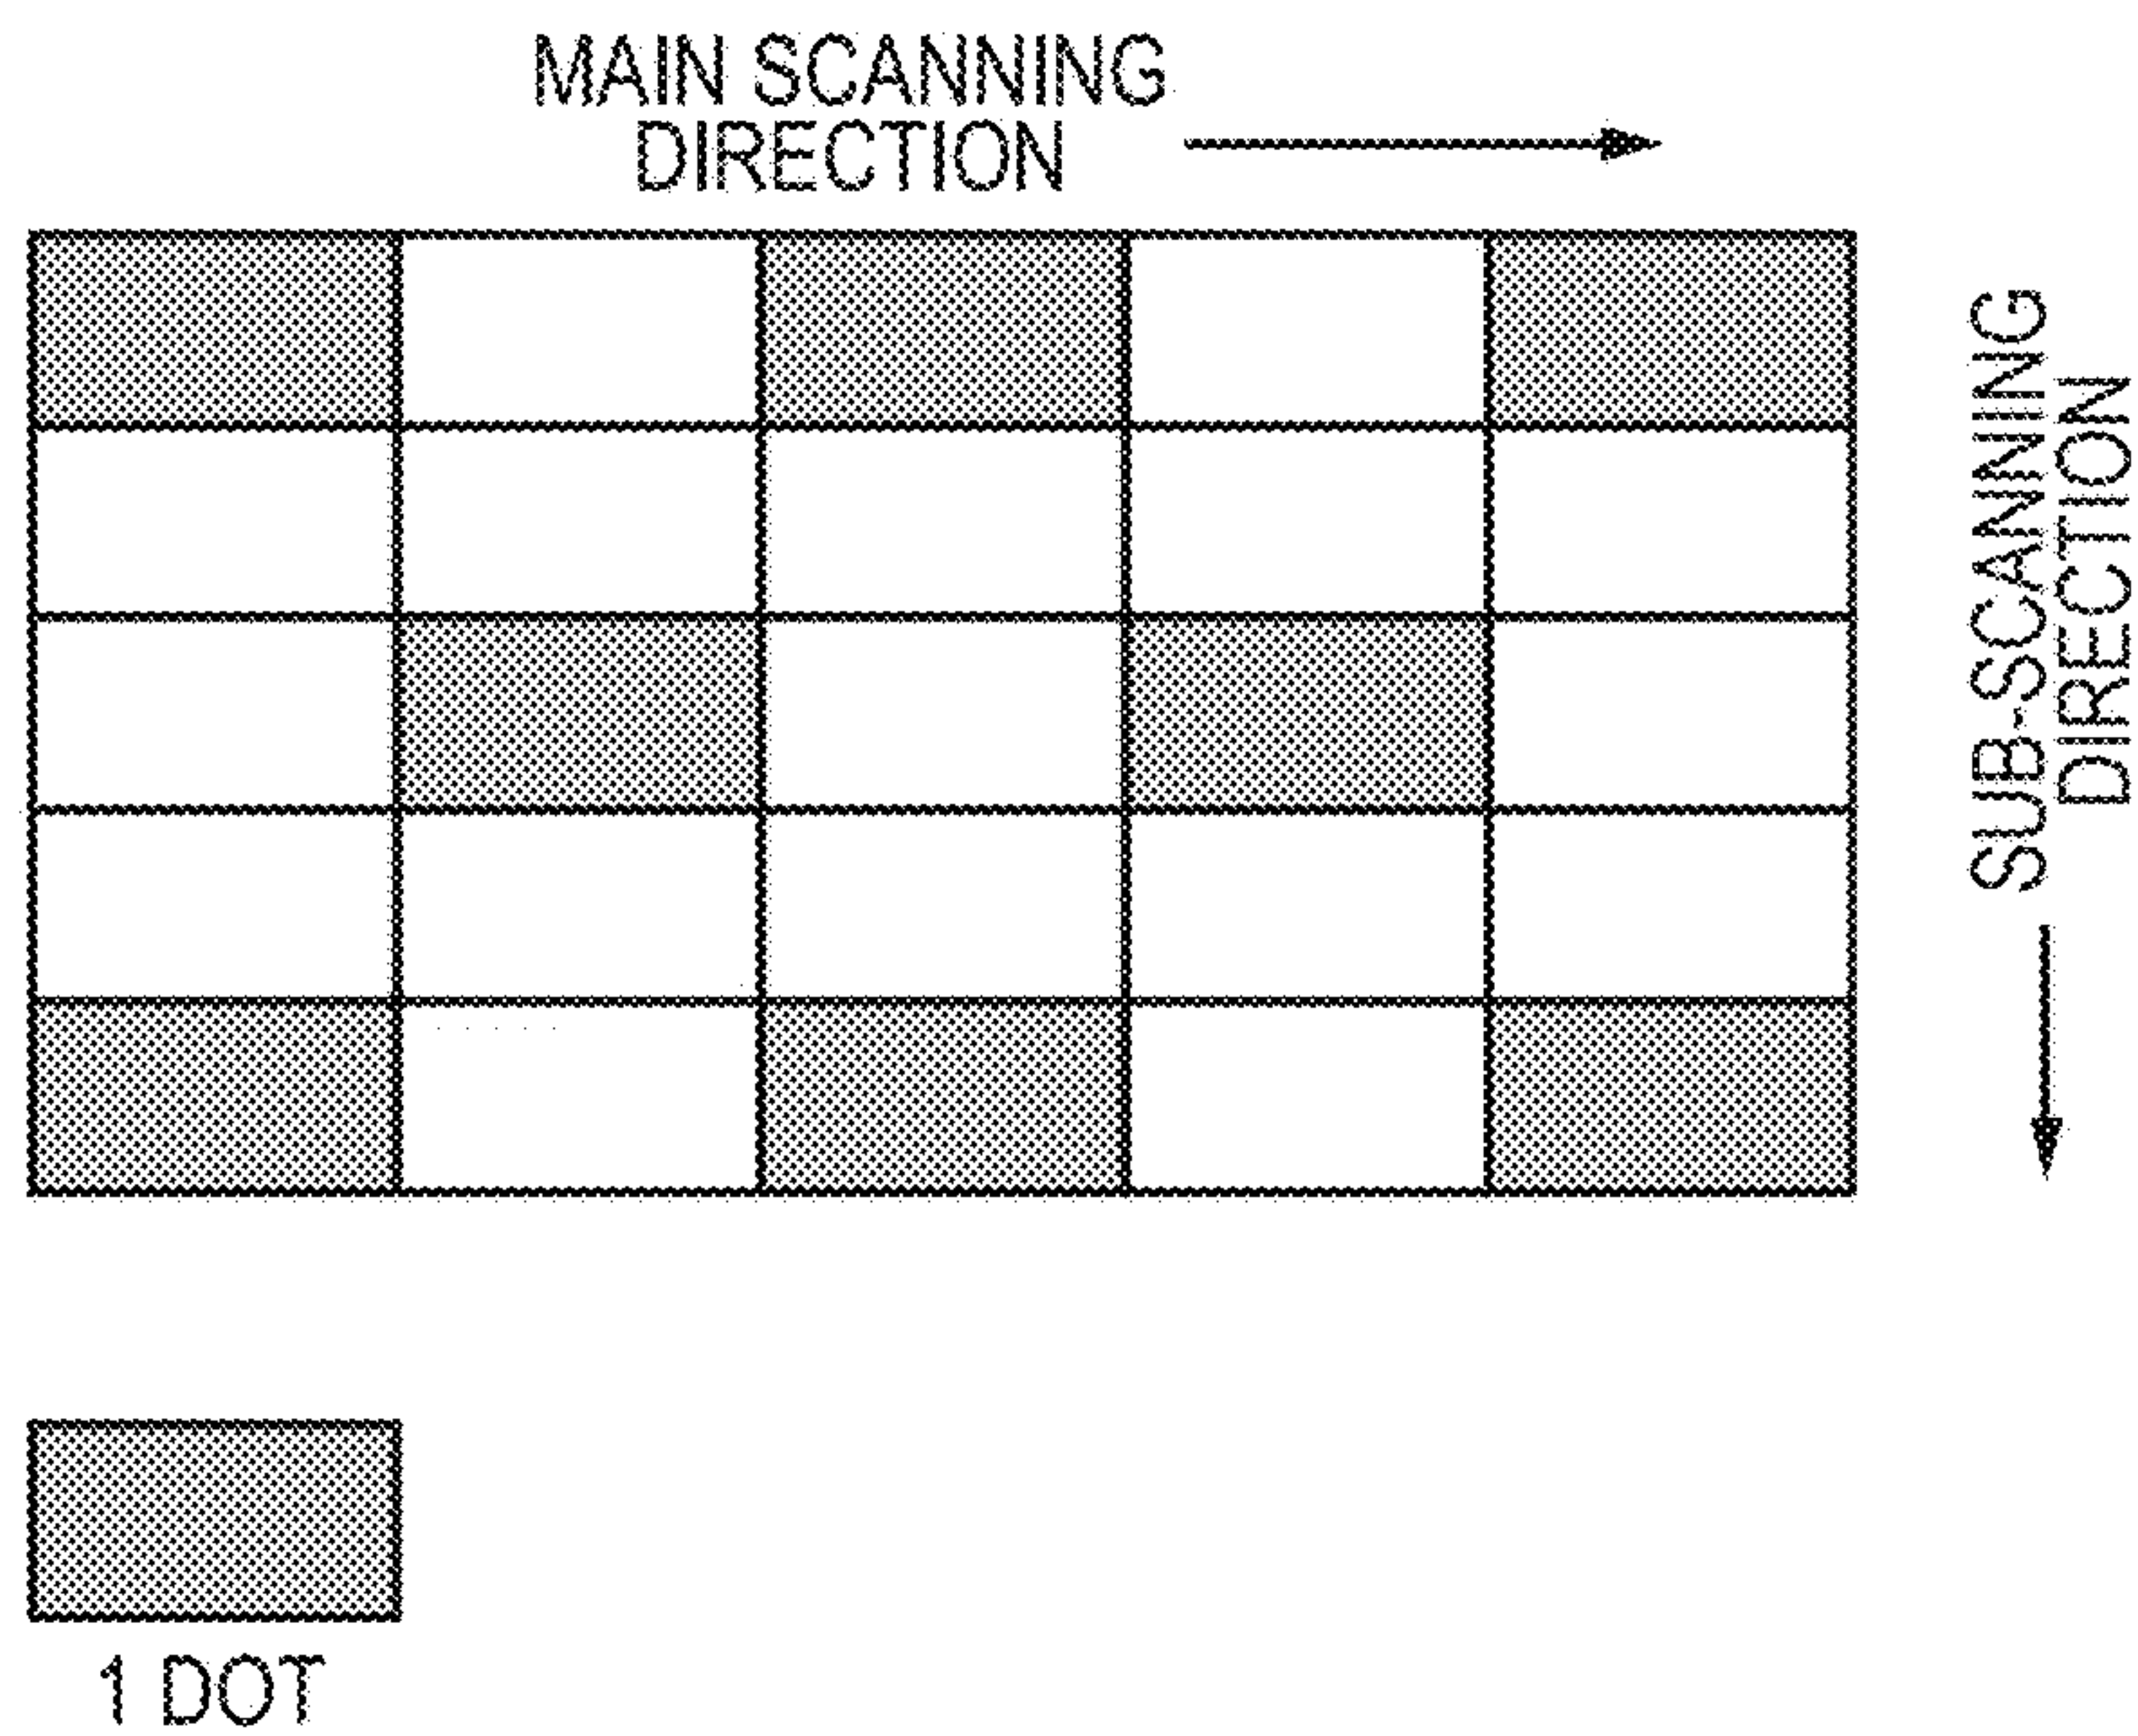 MAIN SCANNING
DIRECTION
SUB-SCANNING
DIRECTION
1 DOT